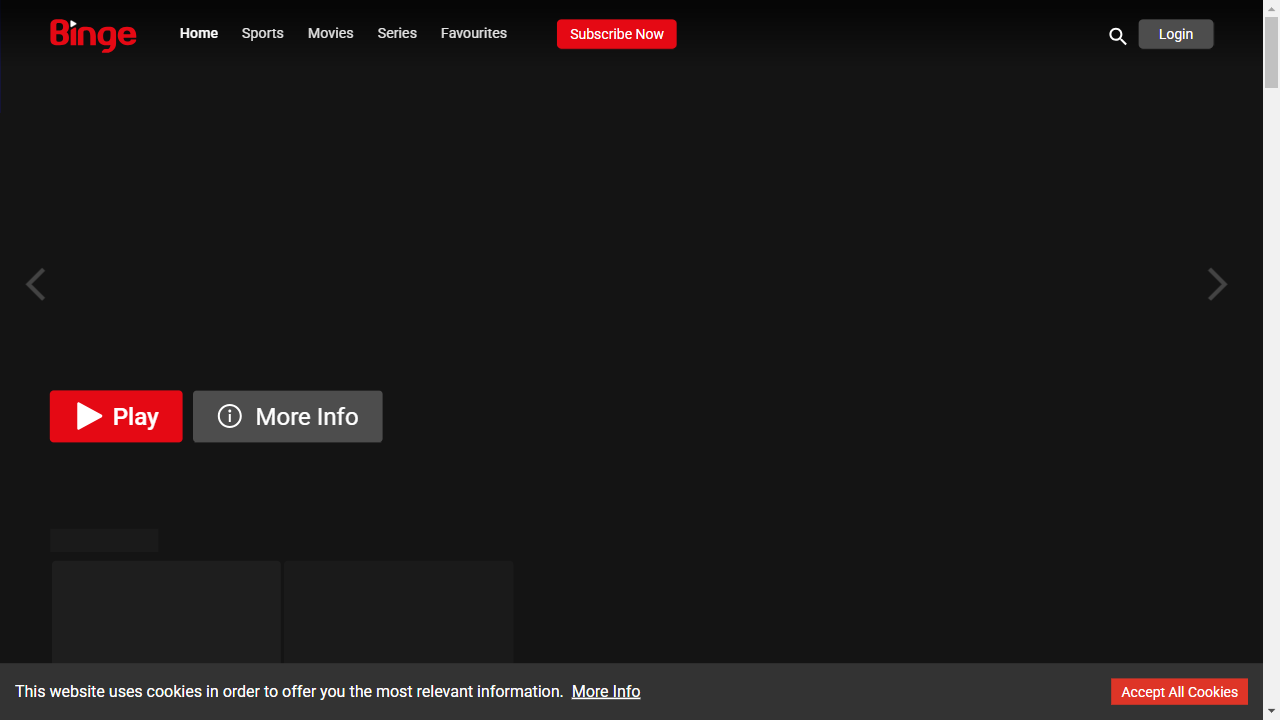 Binge Home Sports Movies Series Favourites Subscribe Now Login
Play More Info
This website uses cookies in order to offer you the most relevant information. More Info Accept All Cookies